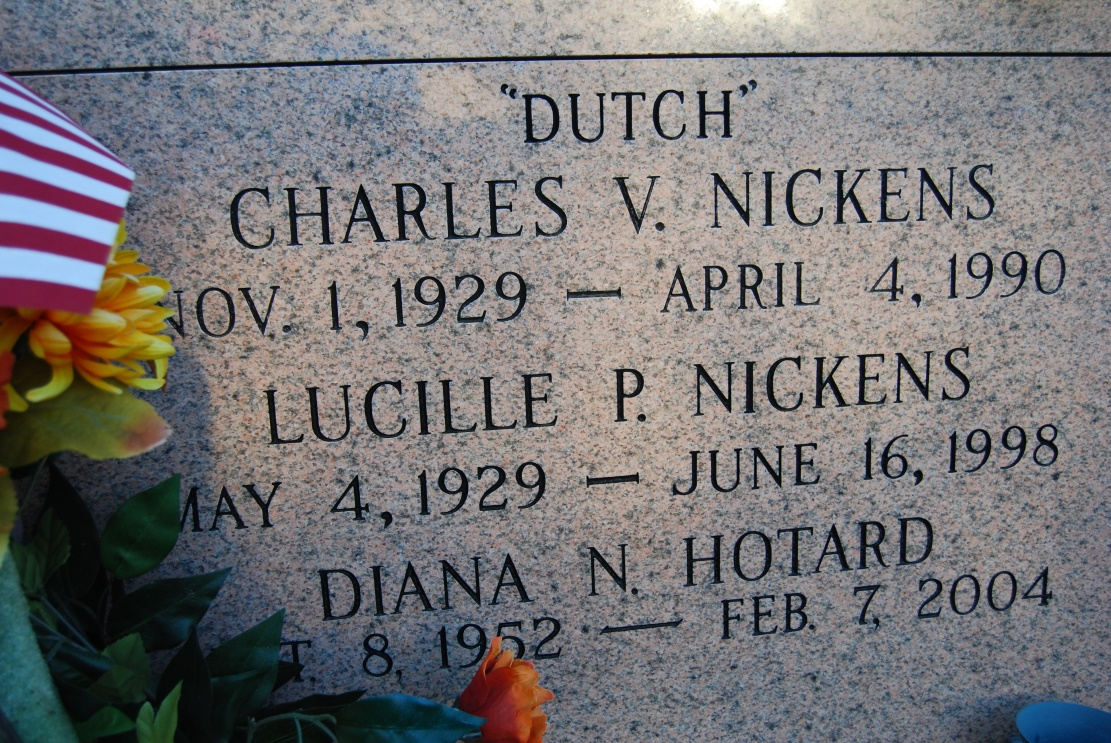 "DUTCH"
CHARLES V. NICKENS
NOV. 1, 1929 — APRIL 4, 1990
LUCILLE P. NICKENS
MAY 4, 1929 — JUNE 16, 1998
DIANA N. HOTARD
8, 1952 — FEB. 7, 2004